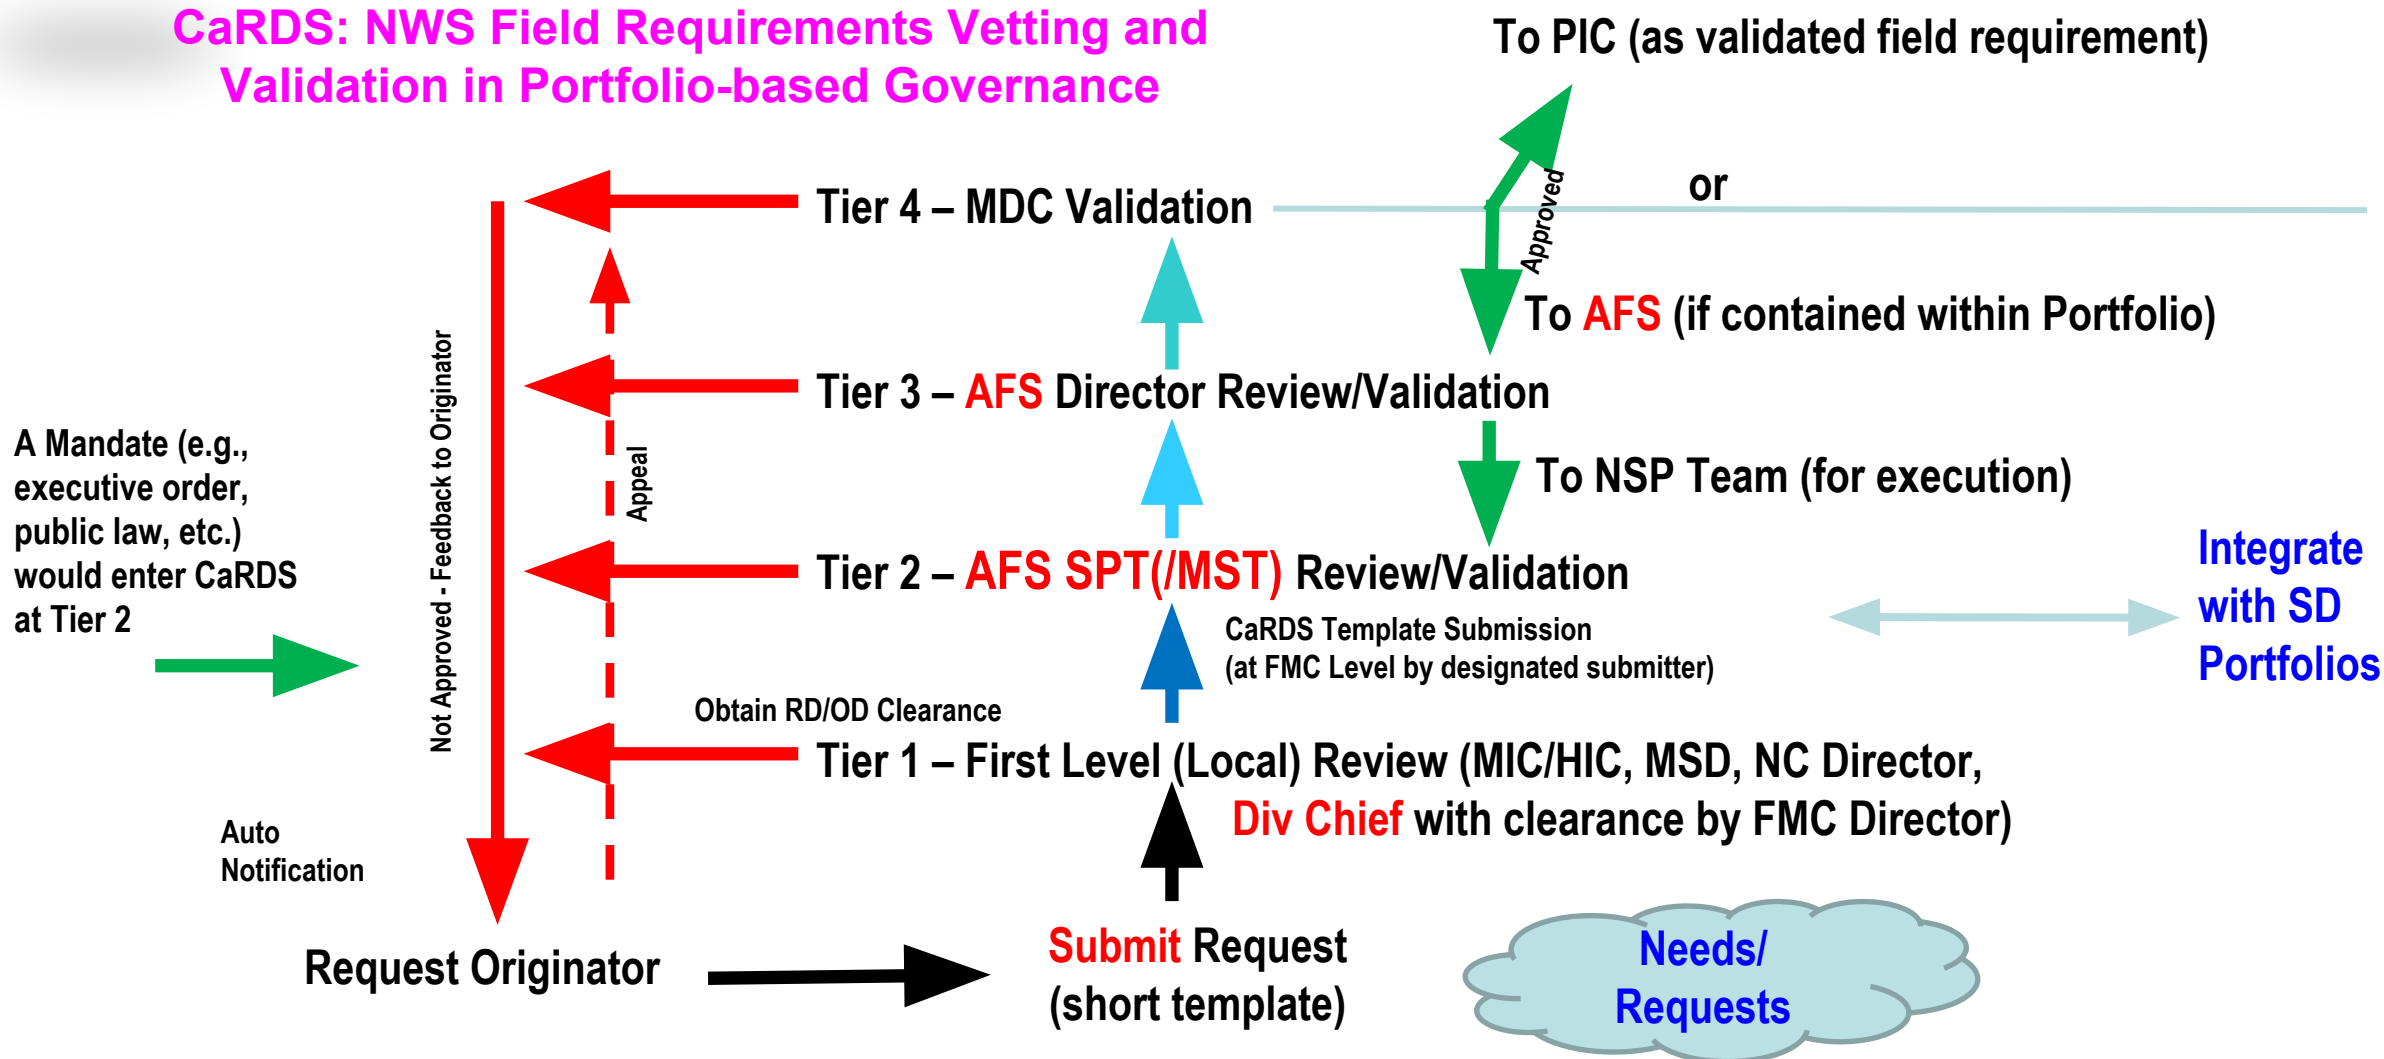 CaRDS: NWS Field Requirements Vetting and
Validation in Portfolio-based Governance
To PIC (as validated field requirement)
or
Approved
Tier 4 – MDC Validation
To AFS (if contained within Portfolio)
Tier 3 – AFS Director Review/Validation
Not Approved - Feedback to Originator
Appeal
A Mandate (e.g.,
executive order,
public law, etc.)
would enter CaRDS
at Tier 2
To NSP Team (for execution)
Tier 2 – AFS SPT(/MST) Review/Validation
Integrate
with SD
Portfolios
CaRDS Template Submission
(at FMC Level by designated submitter)
Obtain RD/OD Clearance
Tier 1 – First Level (Local) Review (MIC/HIC, MSD, NC Director,
Div Chief with clearance by FMC Director)
Auto
Notification
Request Originator
Submit Request
(short template)
Needs/
Requests